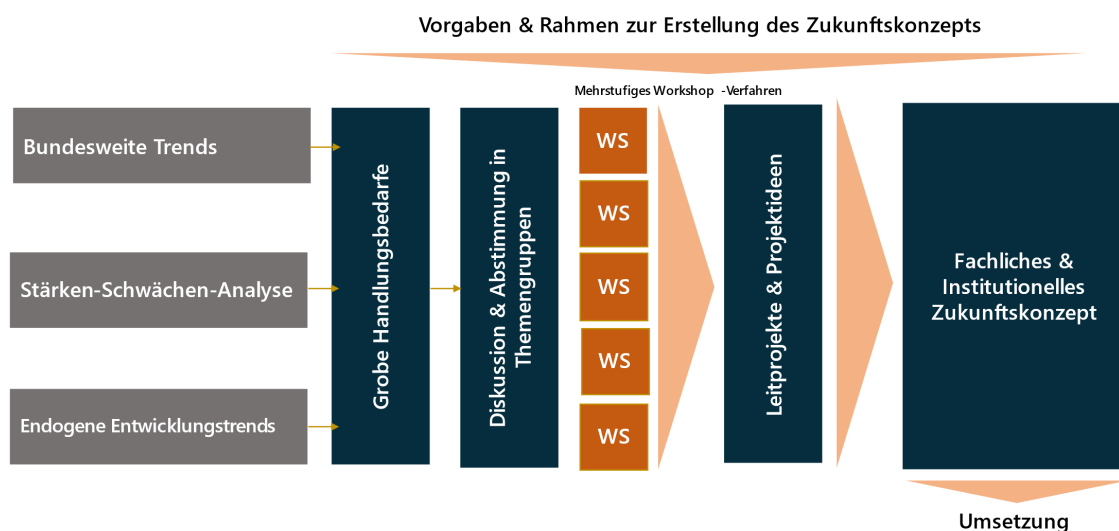 Vorgaben & Rahmen zur Erstellung des Zukunftskonzepts
Mehrstufiges Workshop -Verfahren
Bundesweite Trends
Stärken-Schwächen-Analyse
Endogene Entwicklungstrends
Grobe Handlungsbedarfe
Diskussion & Abstimmung in
Themengruppen
WS
WS
WS
WS
WS
Leitprojekte & Projektideen
Fachliches &
Institutionelles
Zukunftskonzept
Umsetzung